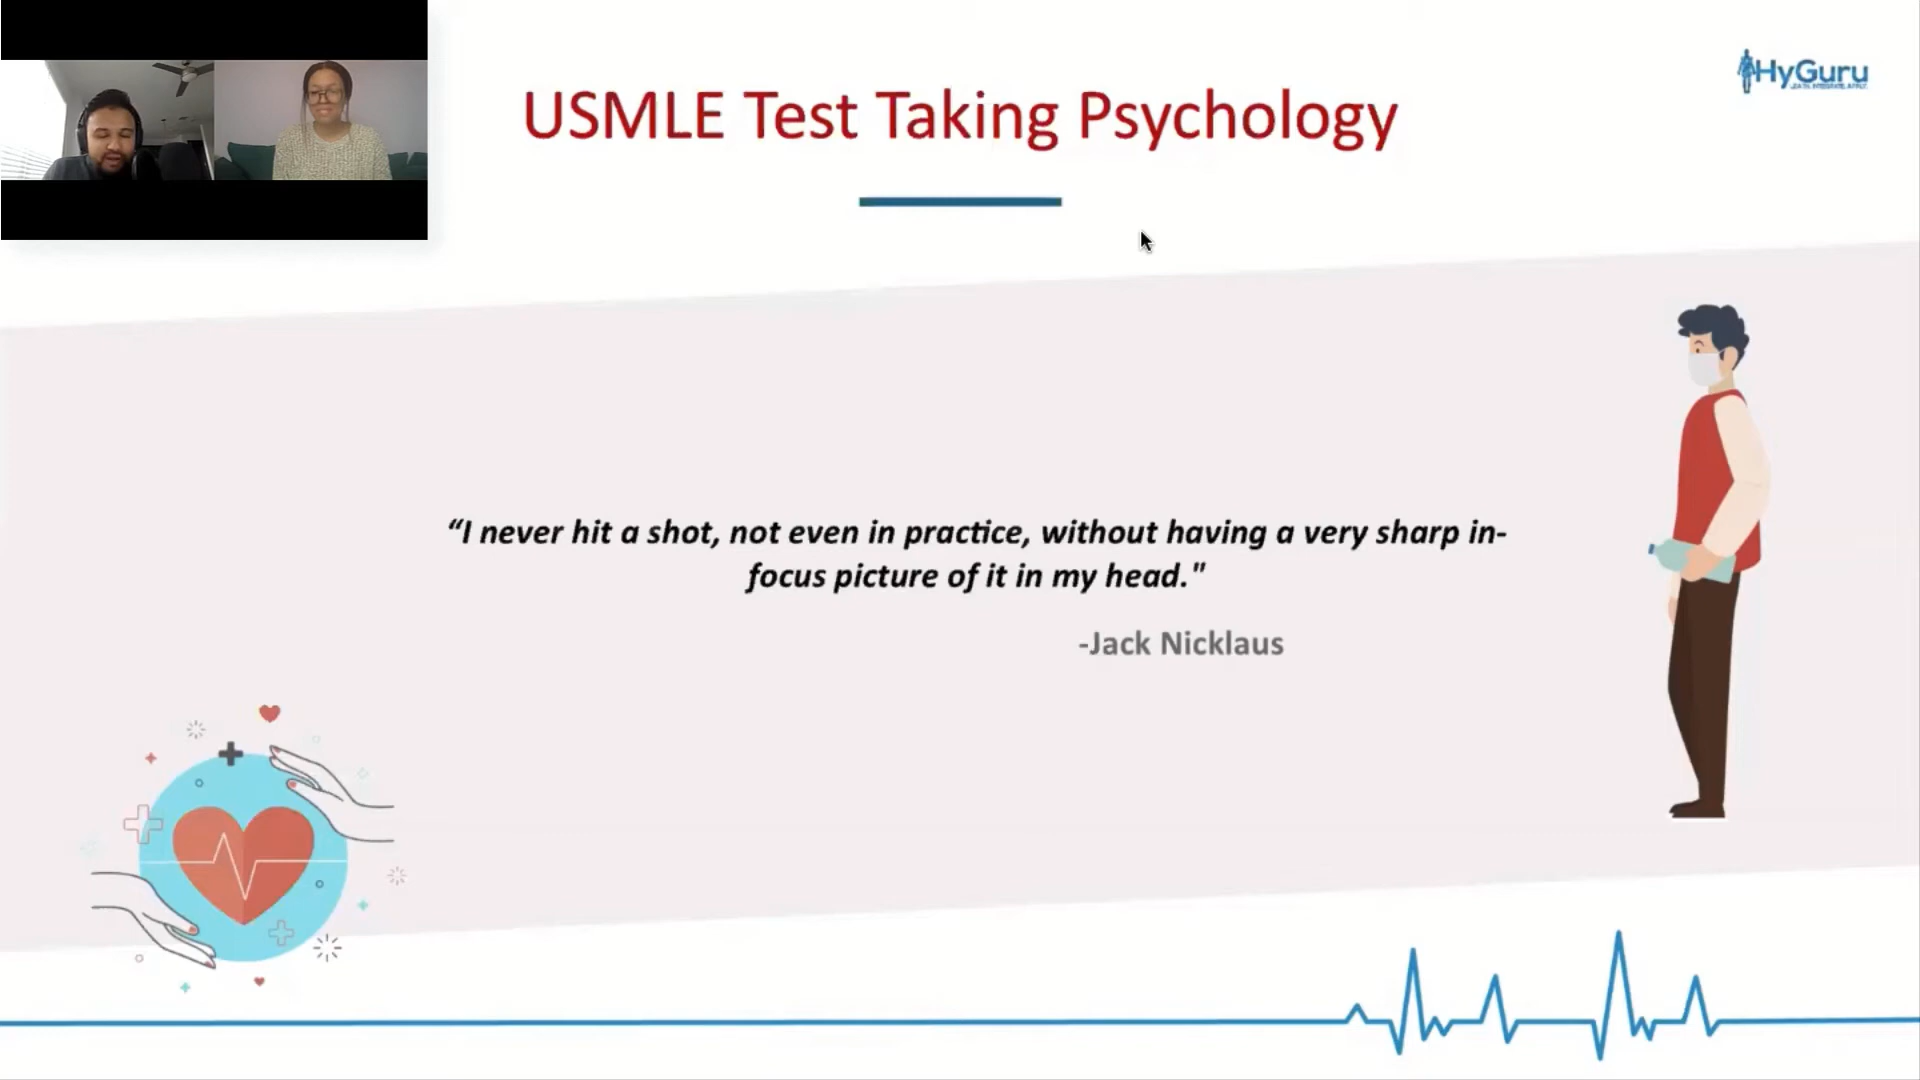 HyGuru
USMLE Test Taking Psychology
“I never hit a shot, not even in practice, without having a very sharp in-
focus picture of it in my head."
-Jack Nicklaus